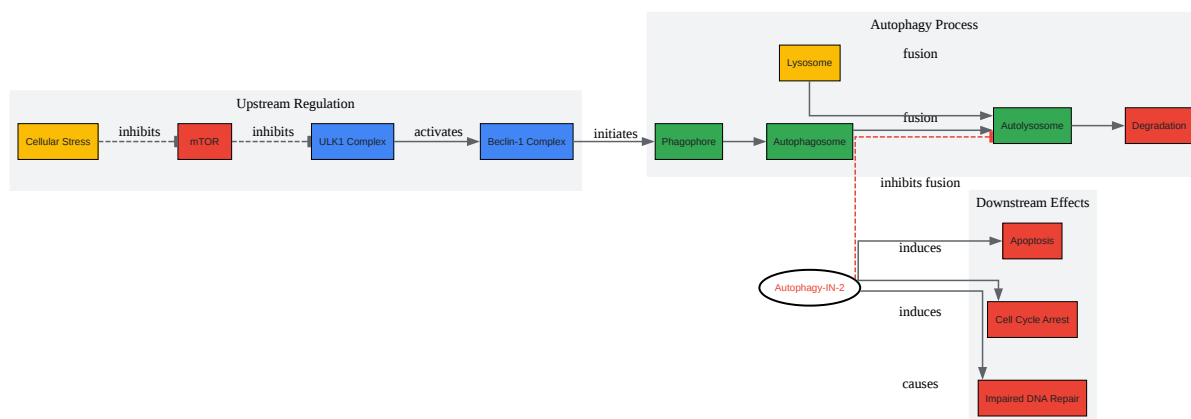 Autophagy Process
fusion
Lysosome
Upstream Regulation
Cellular Stress
inhibits
mTOR
inhibits
ULK1 Complex
activates
Beclin-1 Complex
initiates
Phagophore
Autophagosome
fusion
Autolysosome
Degradation
inhibits fusion
Downstream Effects
Apoptosis
induces
Autophagy-IN-2
induces
Cell Cycle Arrest
causes
Impaired DNA Repair